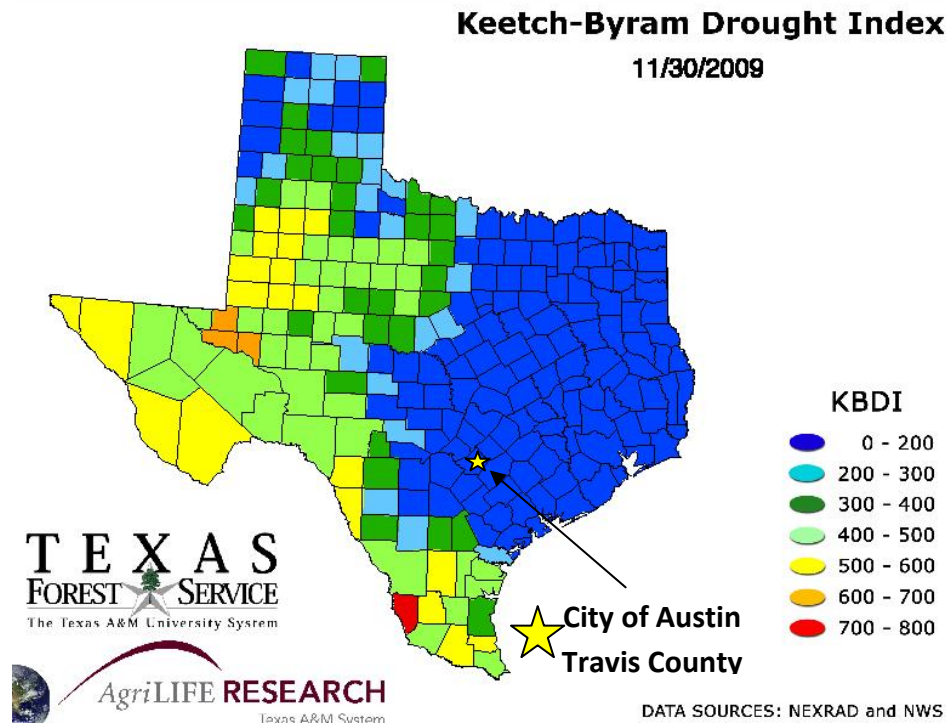 Keetch-Byram Drought Index
11/30/2009
KBDI
0 - 200
200 - 300
300 - 400
400 - 500
500 - 600
600 - 700
700 - 800
TEXAS
FOREST SERVICE
The Texas A&M University System
City of Austin
Travis County
AgriLIFE RESEARCH
Texas A&M System
DATA SOURCES: NEXRAD and NWS